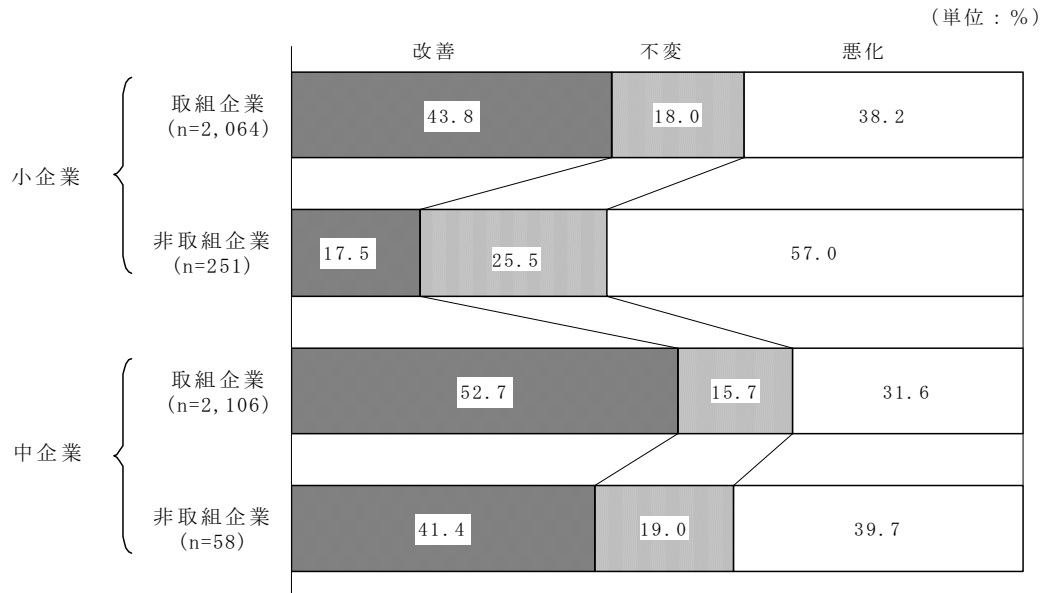 (単位：%)
改善 不変 悪化
小企業
取組企業
(n=2,064)
43.8 18.0 38.2
非取組企業
(n=251)
17.5 25.5 57.0
中企業
取組企業
(n=2,106)
52.7 15.7 31.6
非取組企業
(n=58)
41.4 19.0 39.7